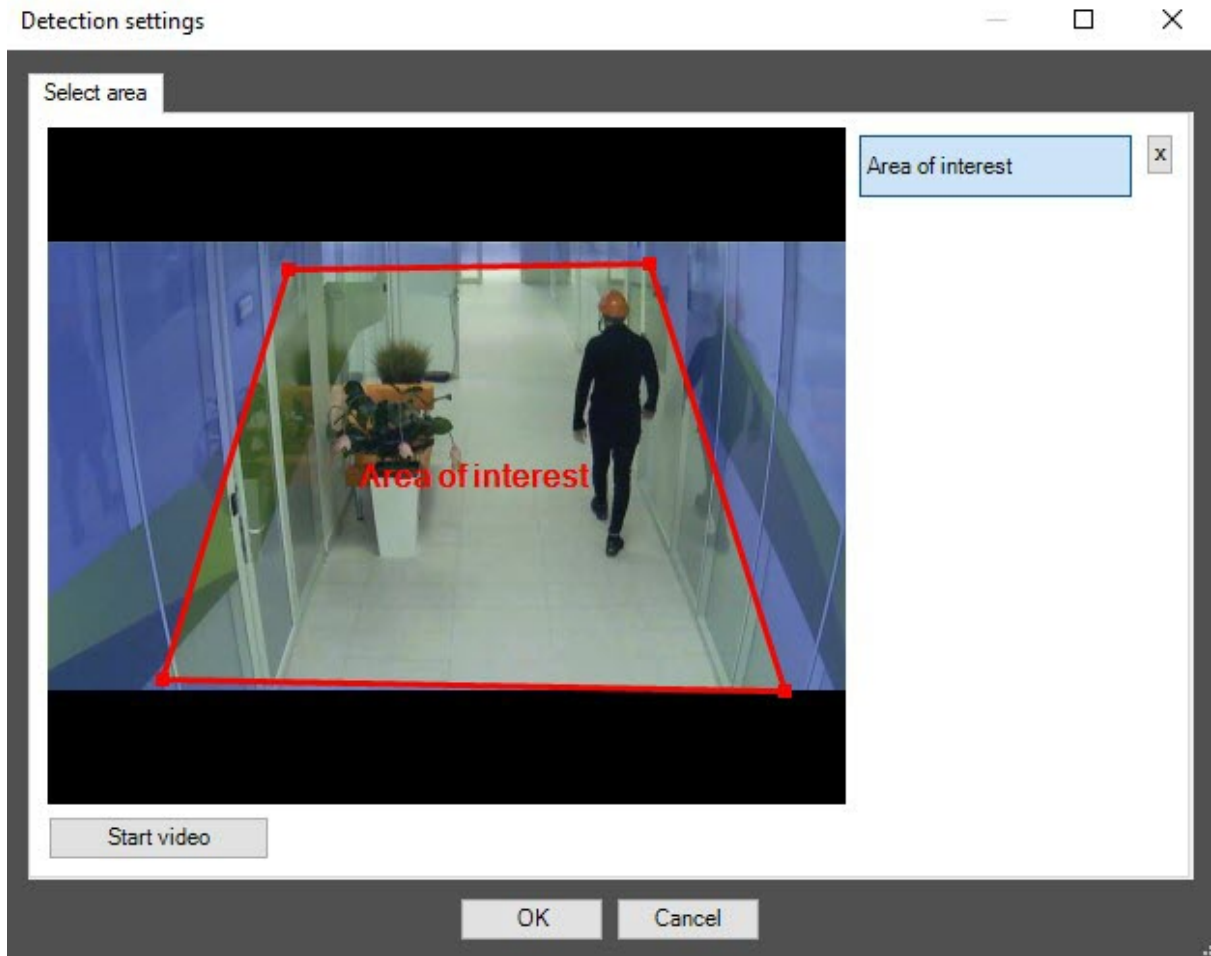 Detection settings
Select area
Area of interest
x
Area of interest
Start video
OK
Cancel